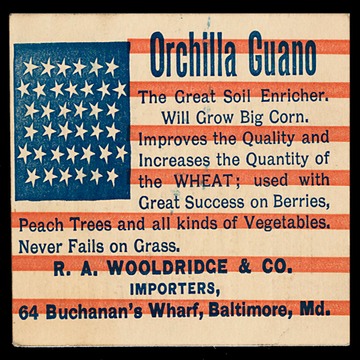 Orchilla Guano
The Great Soil Enricher.
Will Grow Big Corn.
Improves the Quality and
Increases the Quantity of
the WHEAT; used with
Great Success on Berries,
Peach Trees and all kinds of Vegetables.
Never Fails on Grass.
R. A. WOOLDRIDGE & CO.
IMPORTERS,
64 Buchanan's Wharf, Baltimore, Md.